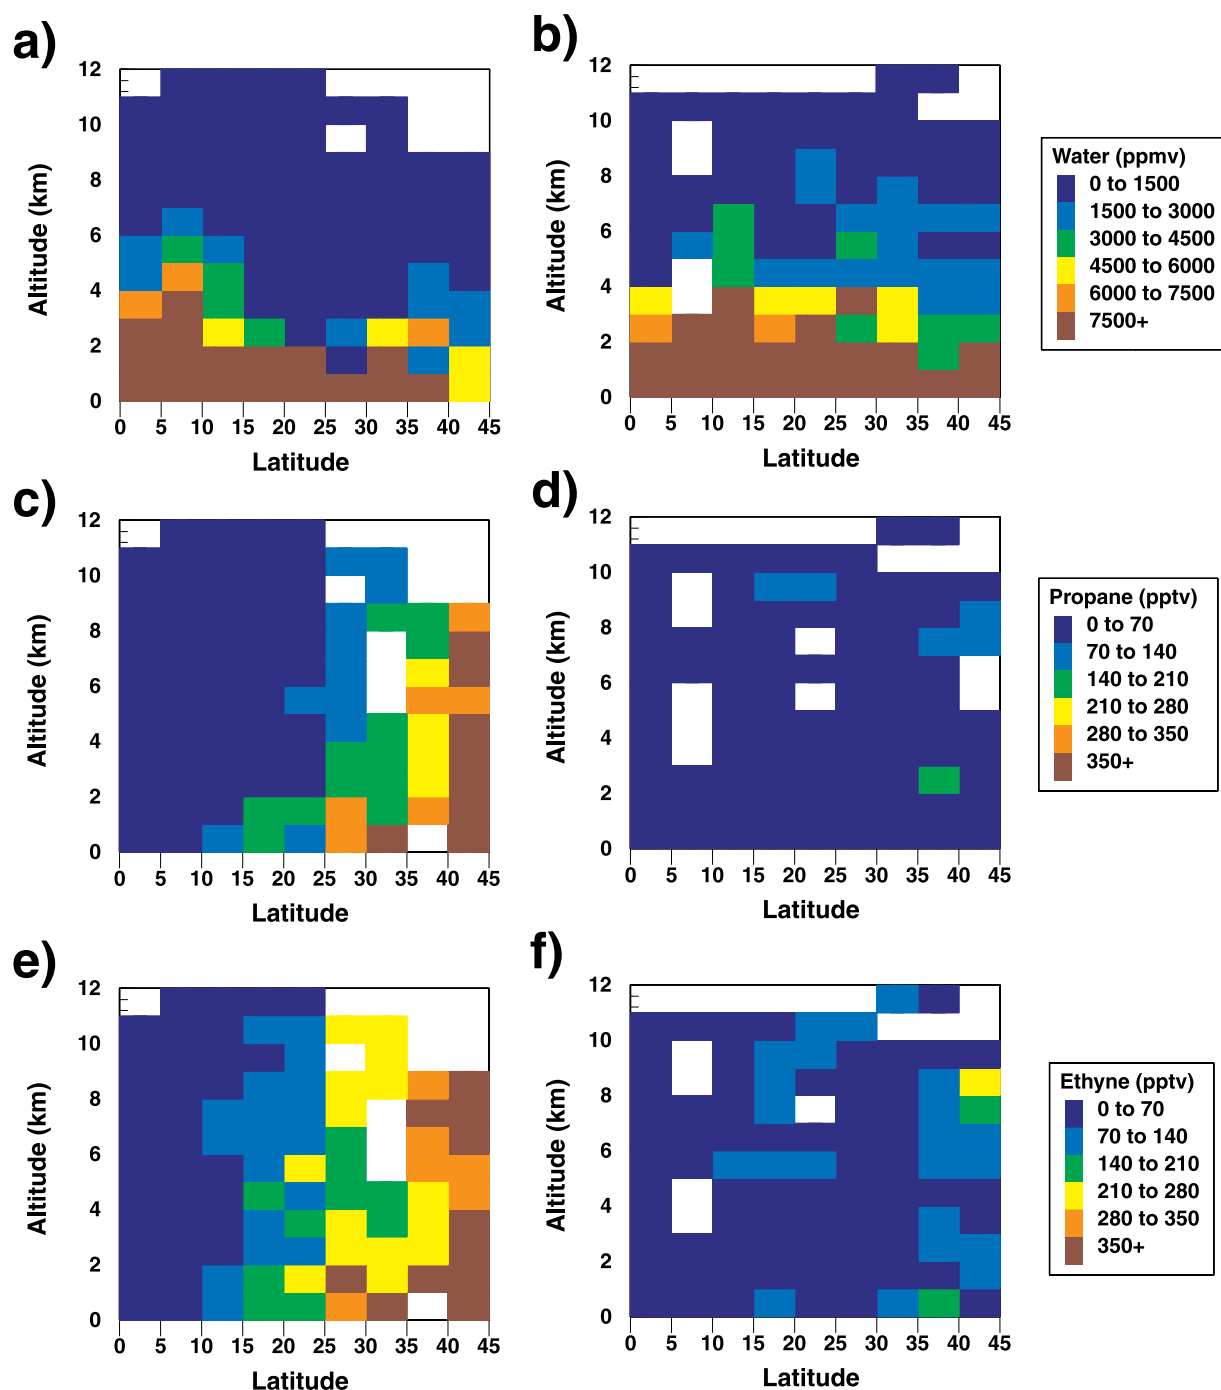 a)
12
10
8
6
4
2
0
Altitude (km)
0 5 10 15 20 25 30 35 40 45
Latitude
b)
12
10
8
6
4
2
0
Altitude (km)
0 5 10 15 20 25 30 35 40 45
Latitude
Water (ppmv)
0 to 1500
1500 to 3000
3000 to 4500
4500 to 6000
6000 to 7500
7500+
c)
12
10
8
6
4
2
0
Altitude (km)
0 5 10 15 20 25 30 35 40 45
Latitude
d)
12
10
8
6
4
2
0
Altitude (km)
0 5 10 15 20 25 30 35 40 45
Latitude
Propane (pptv)
0 to 70
70 to 140
140 to 210
210 to 280
280 to 350
350+
e)
12
10
8
6
4
2
0
Altitude (km)
0 5 10 15 20 25 30 35 40 45
Latitude
f)
12
10
8
6
4
2
0
Altitude (km)
0 5 10 15 20 25 30 35 40 45
Latitude
Ethyne (pptv)
0 to 70
70 to 140
140 to 210
210 to 280
280 to 350
350+